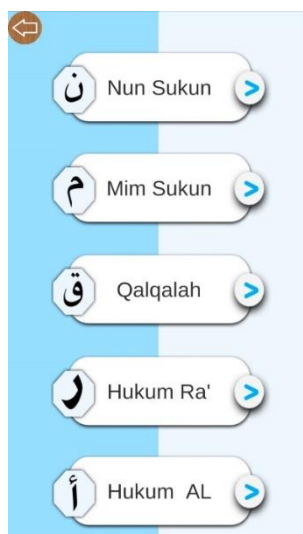 ن Nun Sukun >
م Mim Sukun >
ق Qalqalah >
ر Hukum Ra' >
أ Hukum AL >